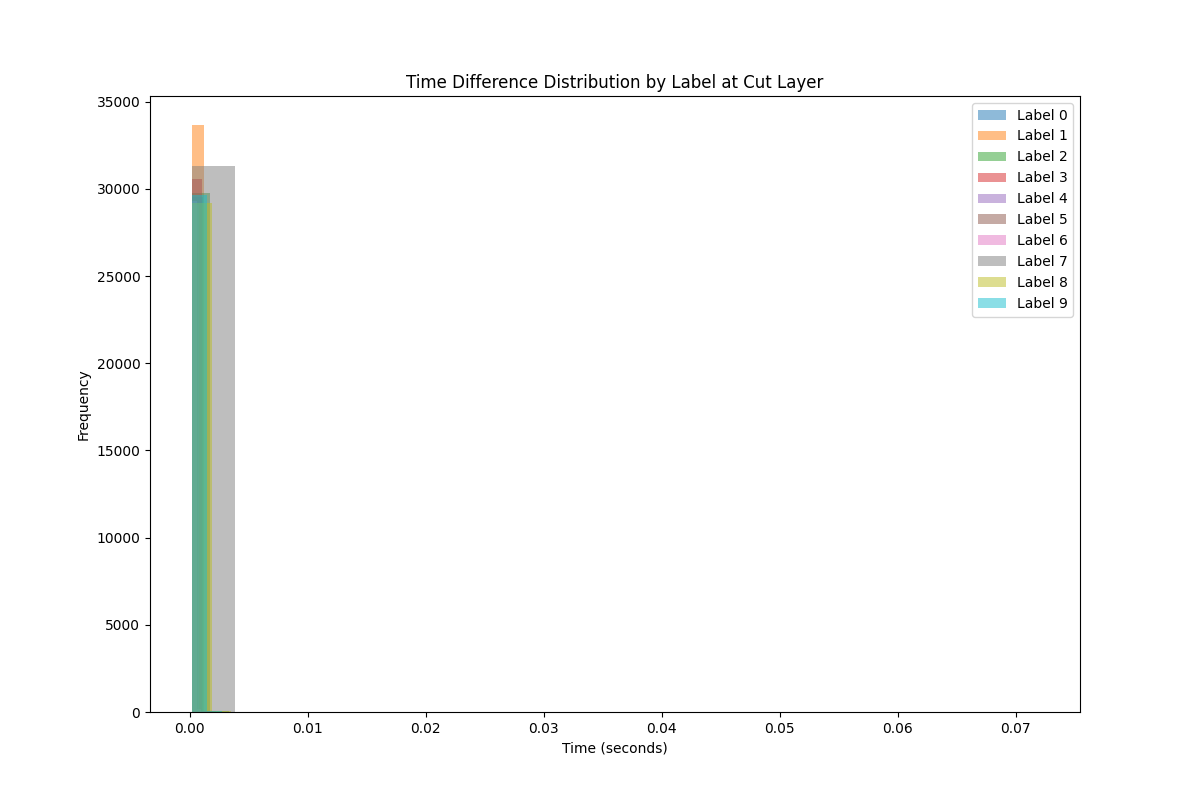 Time Difference Distribution by Label at Cut Layer
35000
30000
25000
20000
15000
10000
5000
0
Frequency
0.00 0.01 0.02 0.03 0.04 0.05 0.06 0.07
Time (seconds)
Label 0
Label 1
Label 2
Label 3
Label 4
Label 5
Label 6
Label 7
Label 8
Label 9